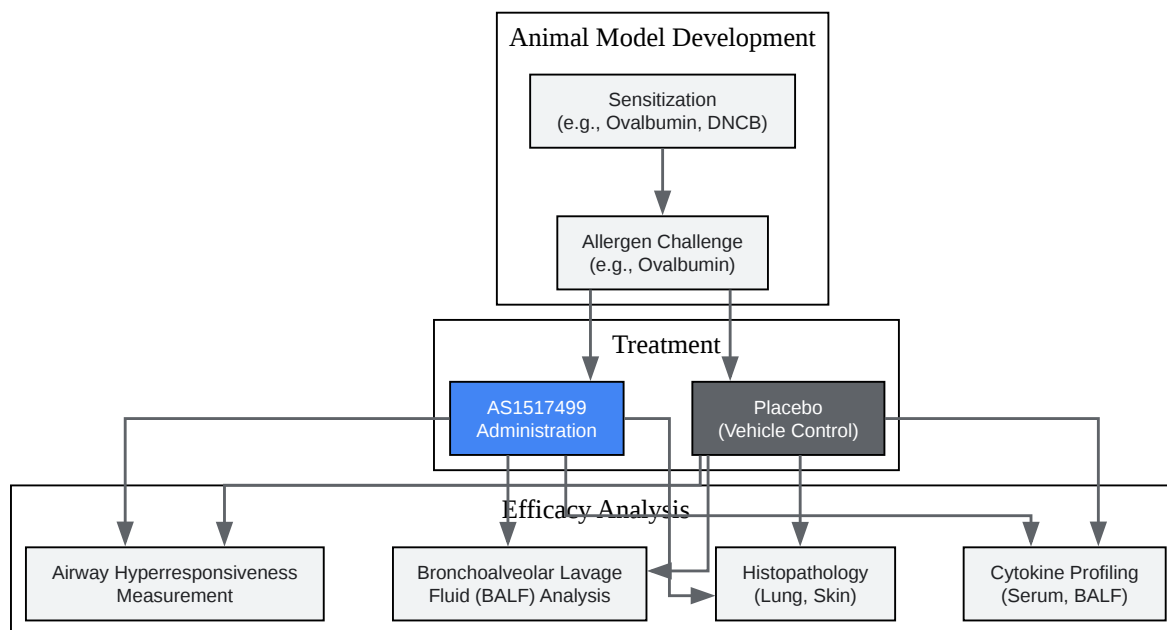 Animal Model Development
Sensitization
(e.g., Ovalbumin, DNCB)
Allergen Challenge
(e.g., Ovalbumin)
Treatment
AS1517499
Administration
Placebo
(Vehicle Control)
Efficacy Analysis
Airway Hyperresponsiveness
Measurement
Bronchoalveolar Lavage
Fluid (BALF) Analysis
Histopathology
(Lung, Skin)
Cytokine Profiling
(Serum, BALF)